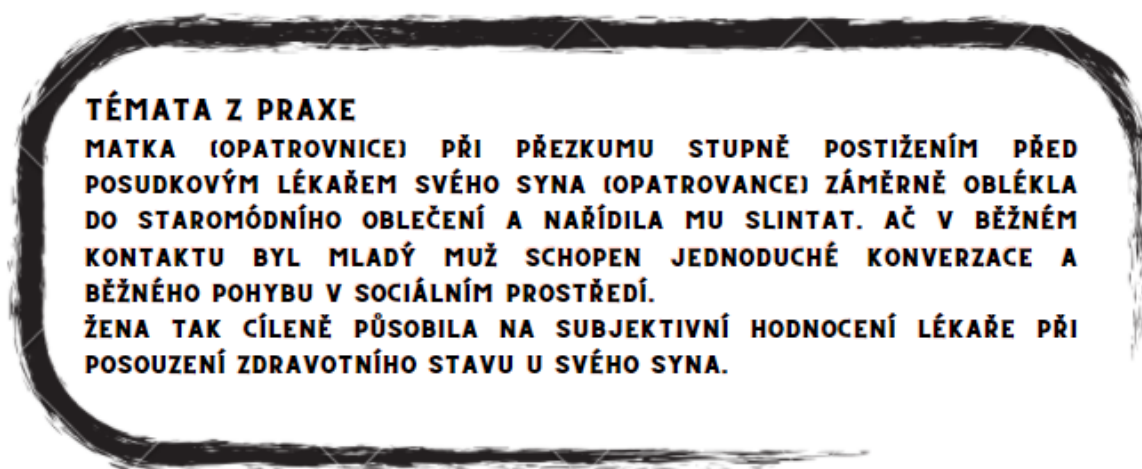 TÉMATA Z PRAXE
MATKA (OPATROVNICE) PŘI PŘEZKUMU STUPNĚ POSTIŽENÍM PŘED
POSUDKOVÝM LÉKAŘEM SVÉHO SYNA (OPATROVANCE) ZÁMĚRNĚ OBLÉKLA
DO STAROMÓDNÍHO OBLEČENÍ A NAŘÍDILA MU SLINTAT. AČ V BĚŽNÉM
KONTAKTU BYL MLADÝ MUŽ SCHOPEN JEDNODUCHÉ KONVERZACE A
BĚŽNÉHO POHYBU V SOCIÁLNÍM PROSTŘEDÍ.
ŽENA TAK CÍLENĚ PŮSOBILA NA SUBJEKTIVNÍ HODNOCENÍ LÉKAŘE PŘI
POSOUZENÍ ZDRAVOTNÍHO STAVU U SVÉHO SYNA.